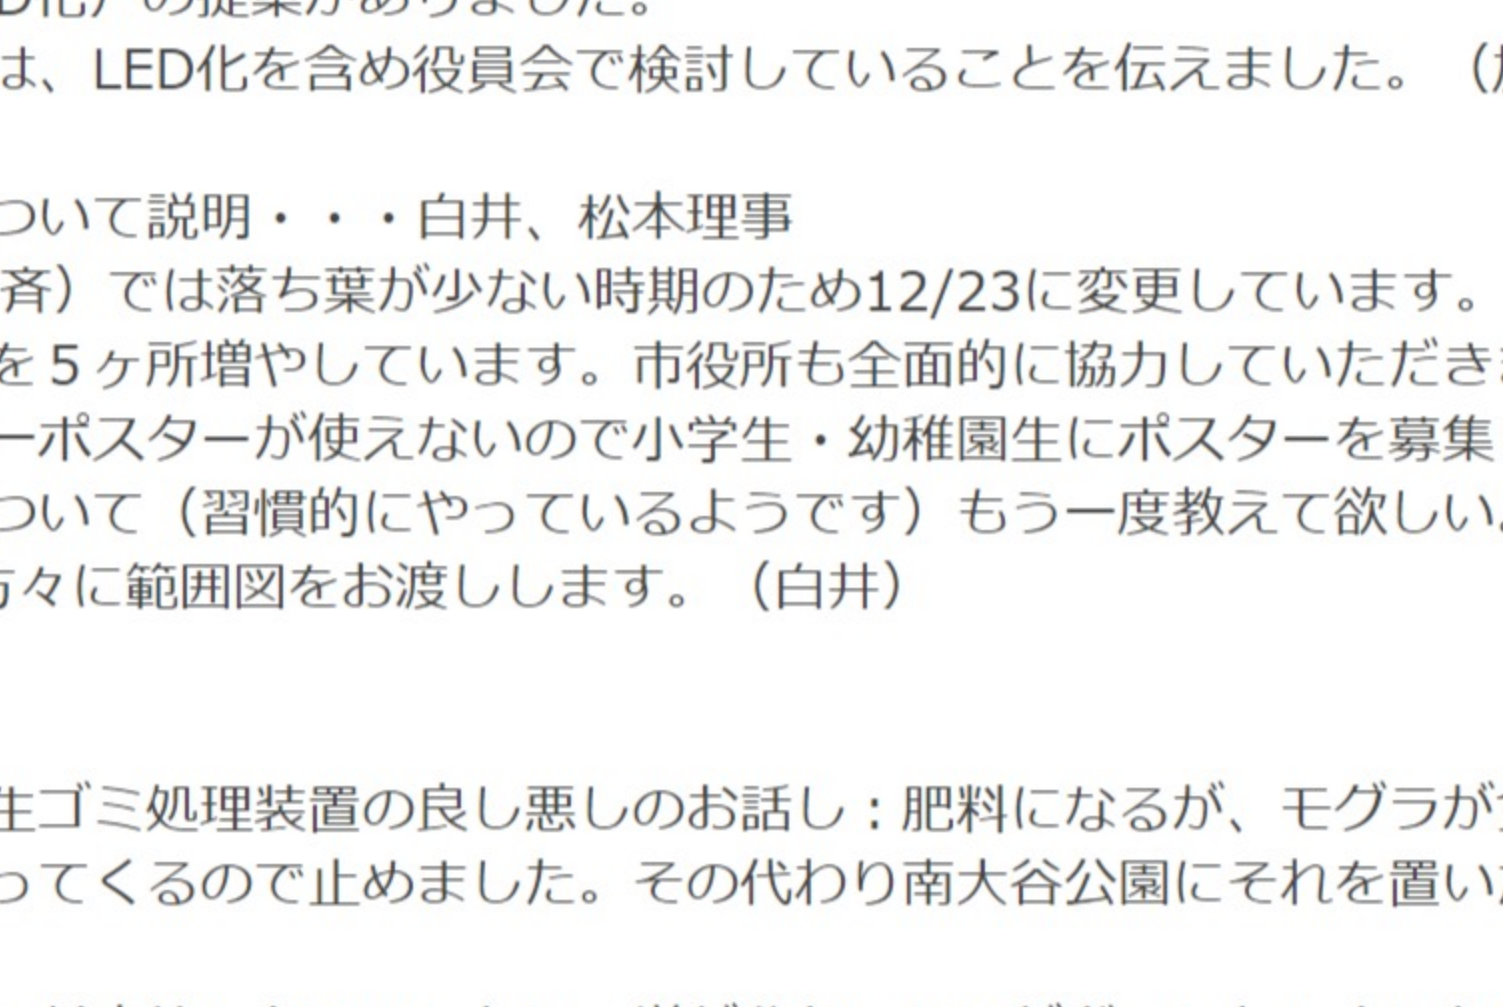 の提案がありました。
は、LED化を含め役員会で検討していることを伝えました。（
ついて説明・・・白井、松本理事
斉）では落ち葉が少ない時期のため12/23に変更しています。
を５ヶ所増やしています。市役所も全面的に協力していただき
ーポスターが使えないので小学生・幼稚園生にポスターを募集
ついて（習慣的にやっているようです）もう一度教えて欲しい。
方々に範囲図をお渡しします。（白井）
生ゴミ処理装置の良し悪しのお話し：肥料になるが、モグラが
ってくるので止めました。その代わり南大谷公園にそれを置い